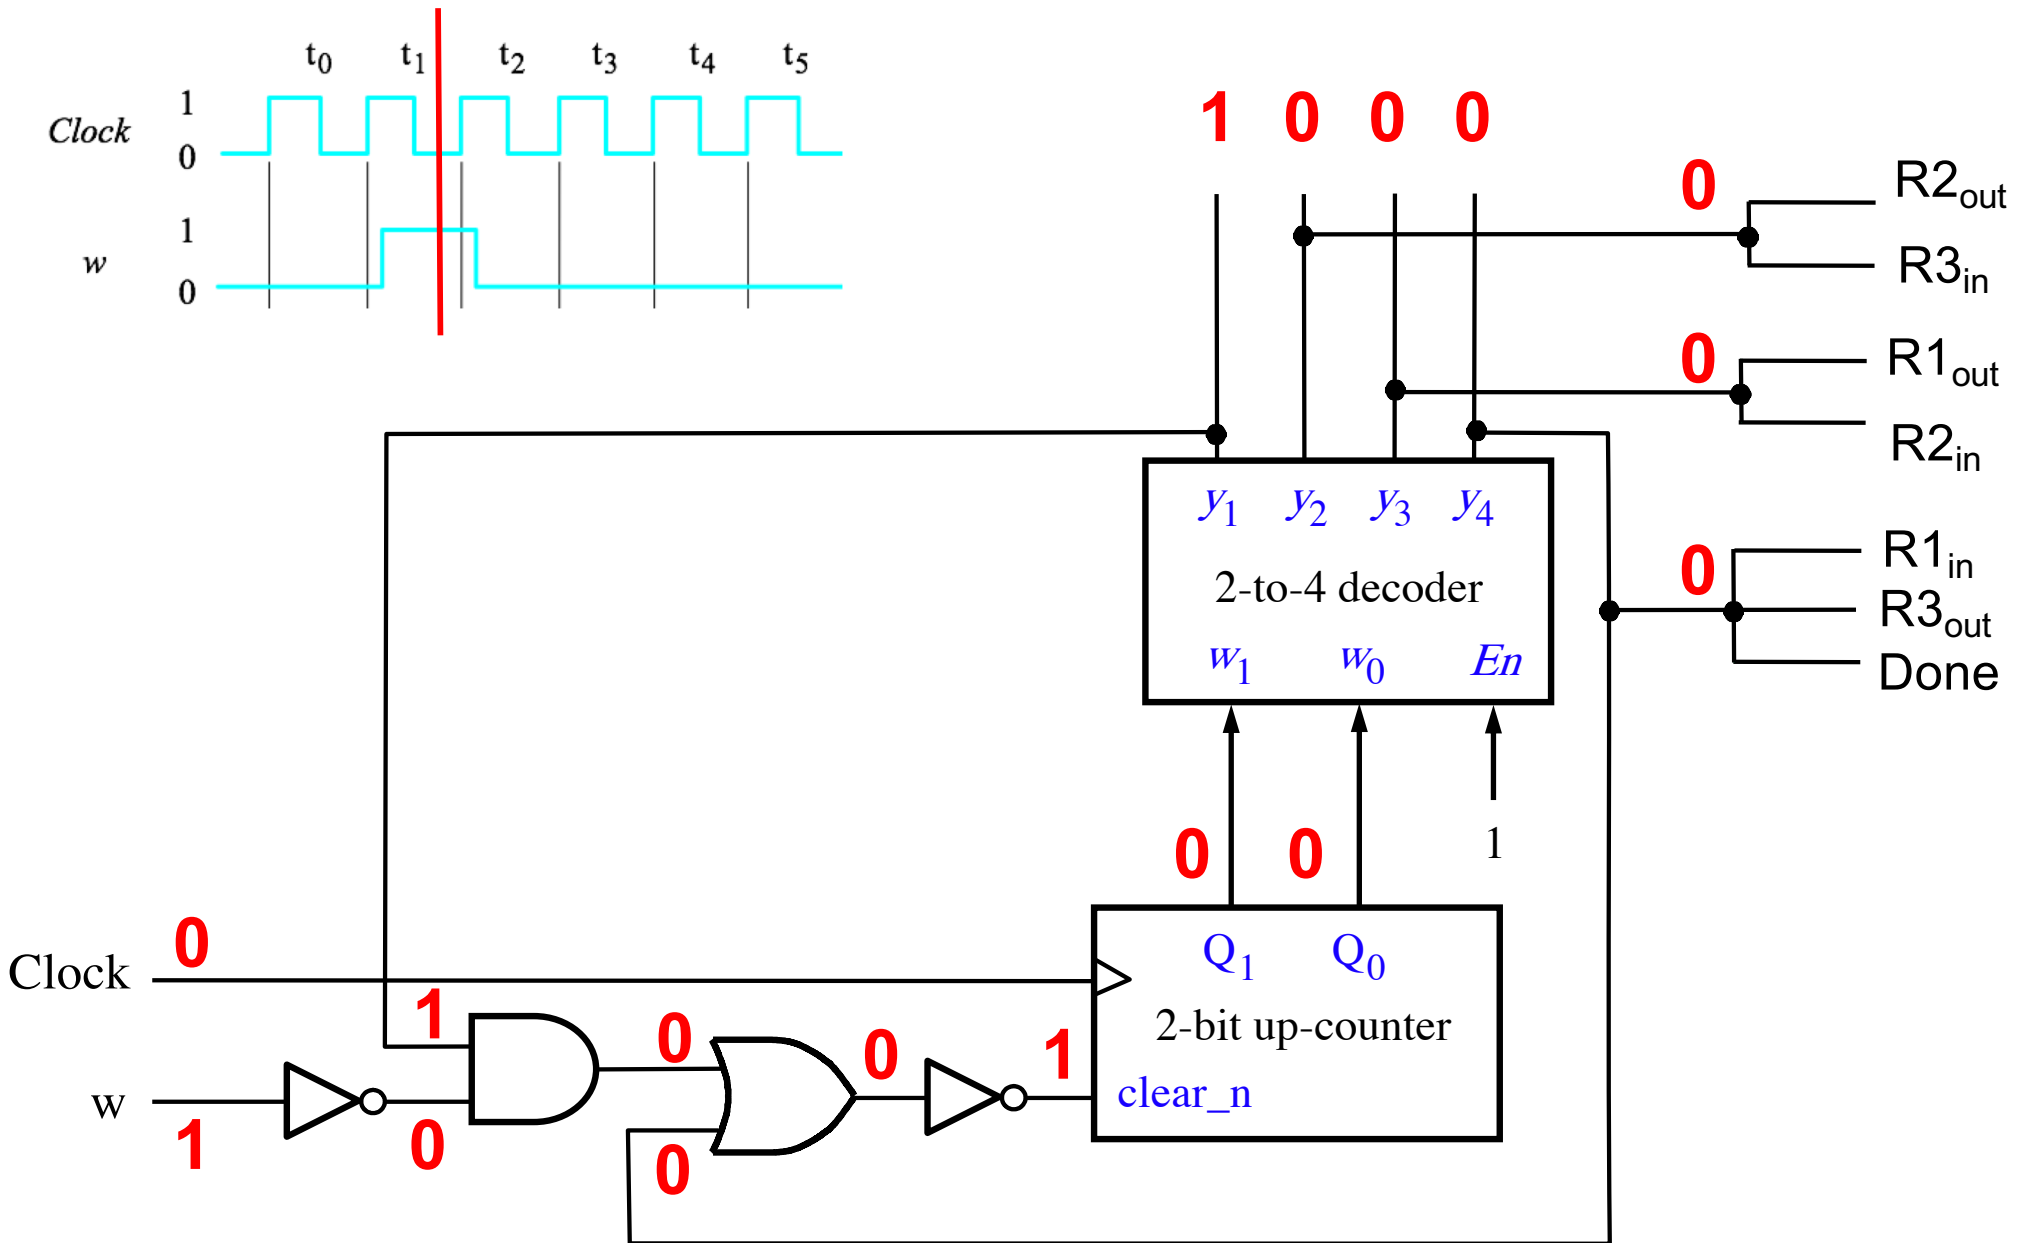 t0 t1 t2 t3 t4 t5
1
Clock
0
1
w
0
1 0 0 0
0
R2out
R3in
0
R1out
R2in
y1 y2 y3 y4
2-to-4 decoder
w1 w0 En
0
R1in
R3out
Done
0 0 1
Clock 0
Q1 Q0
2-bit up-counter
clear_n
1 0 0 1
w
1 0 0